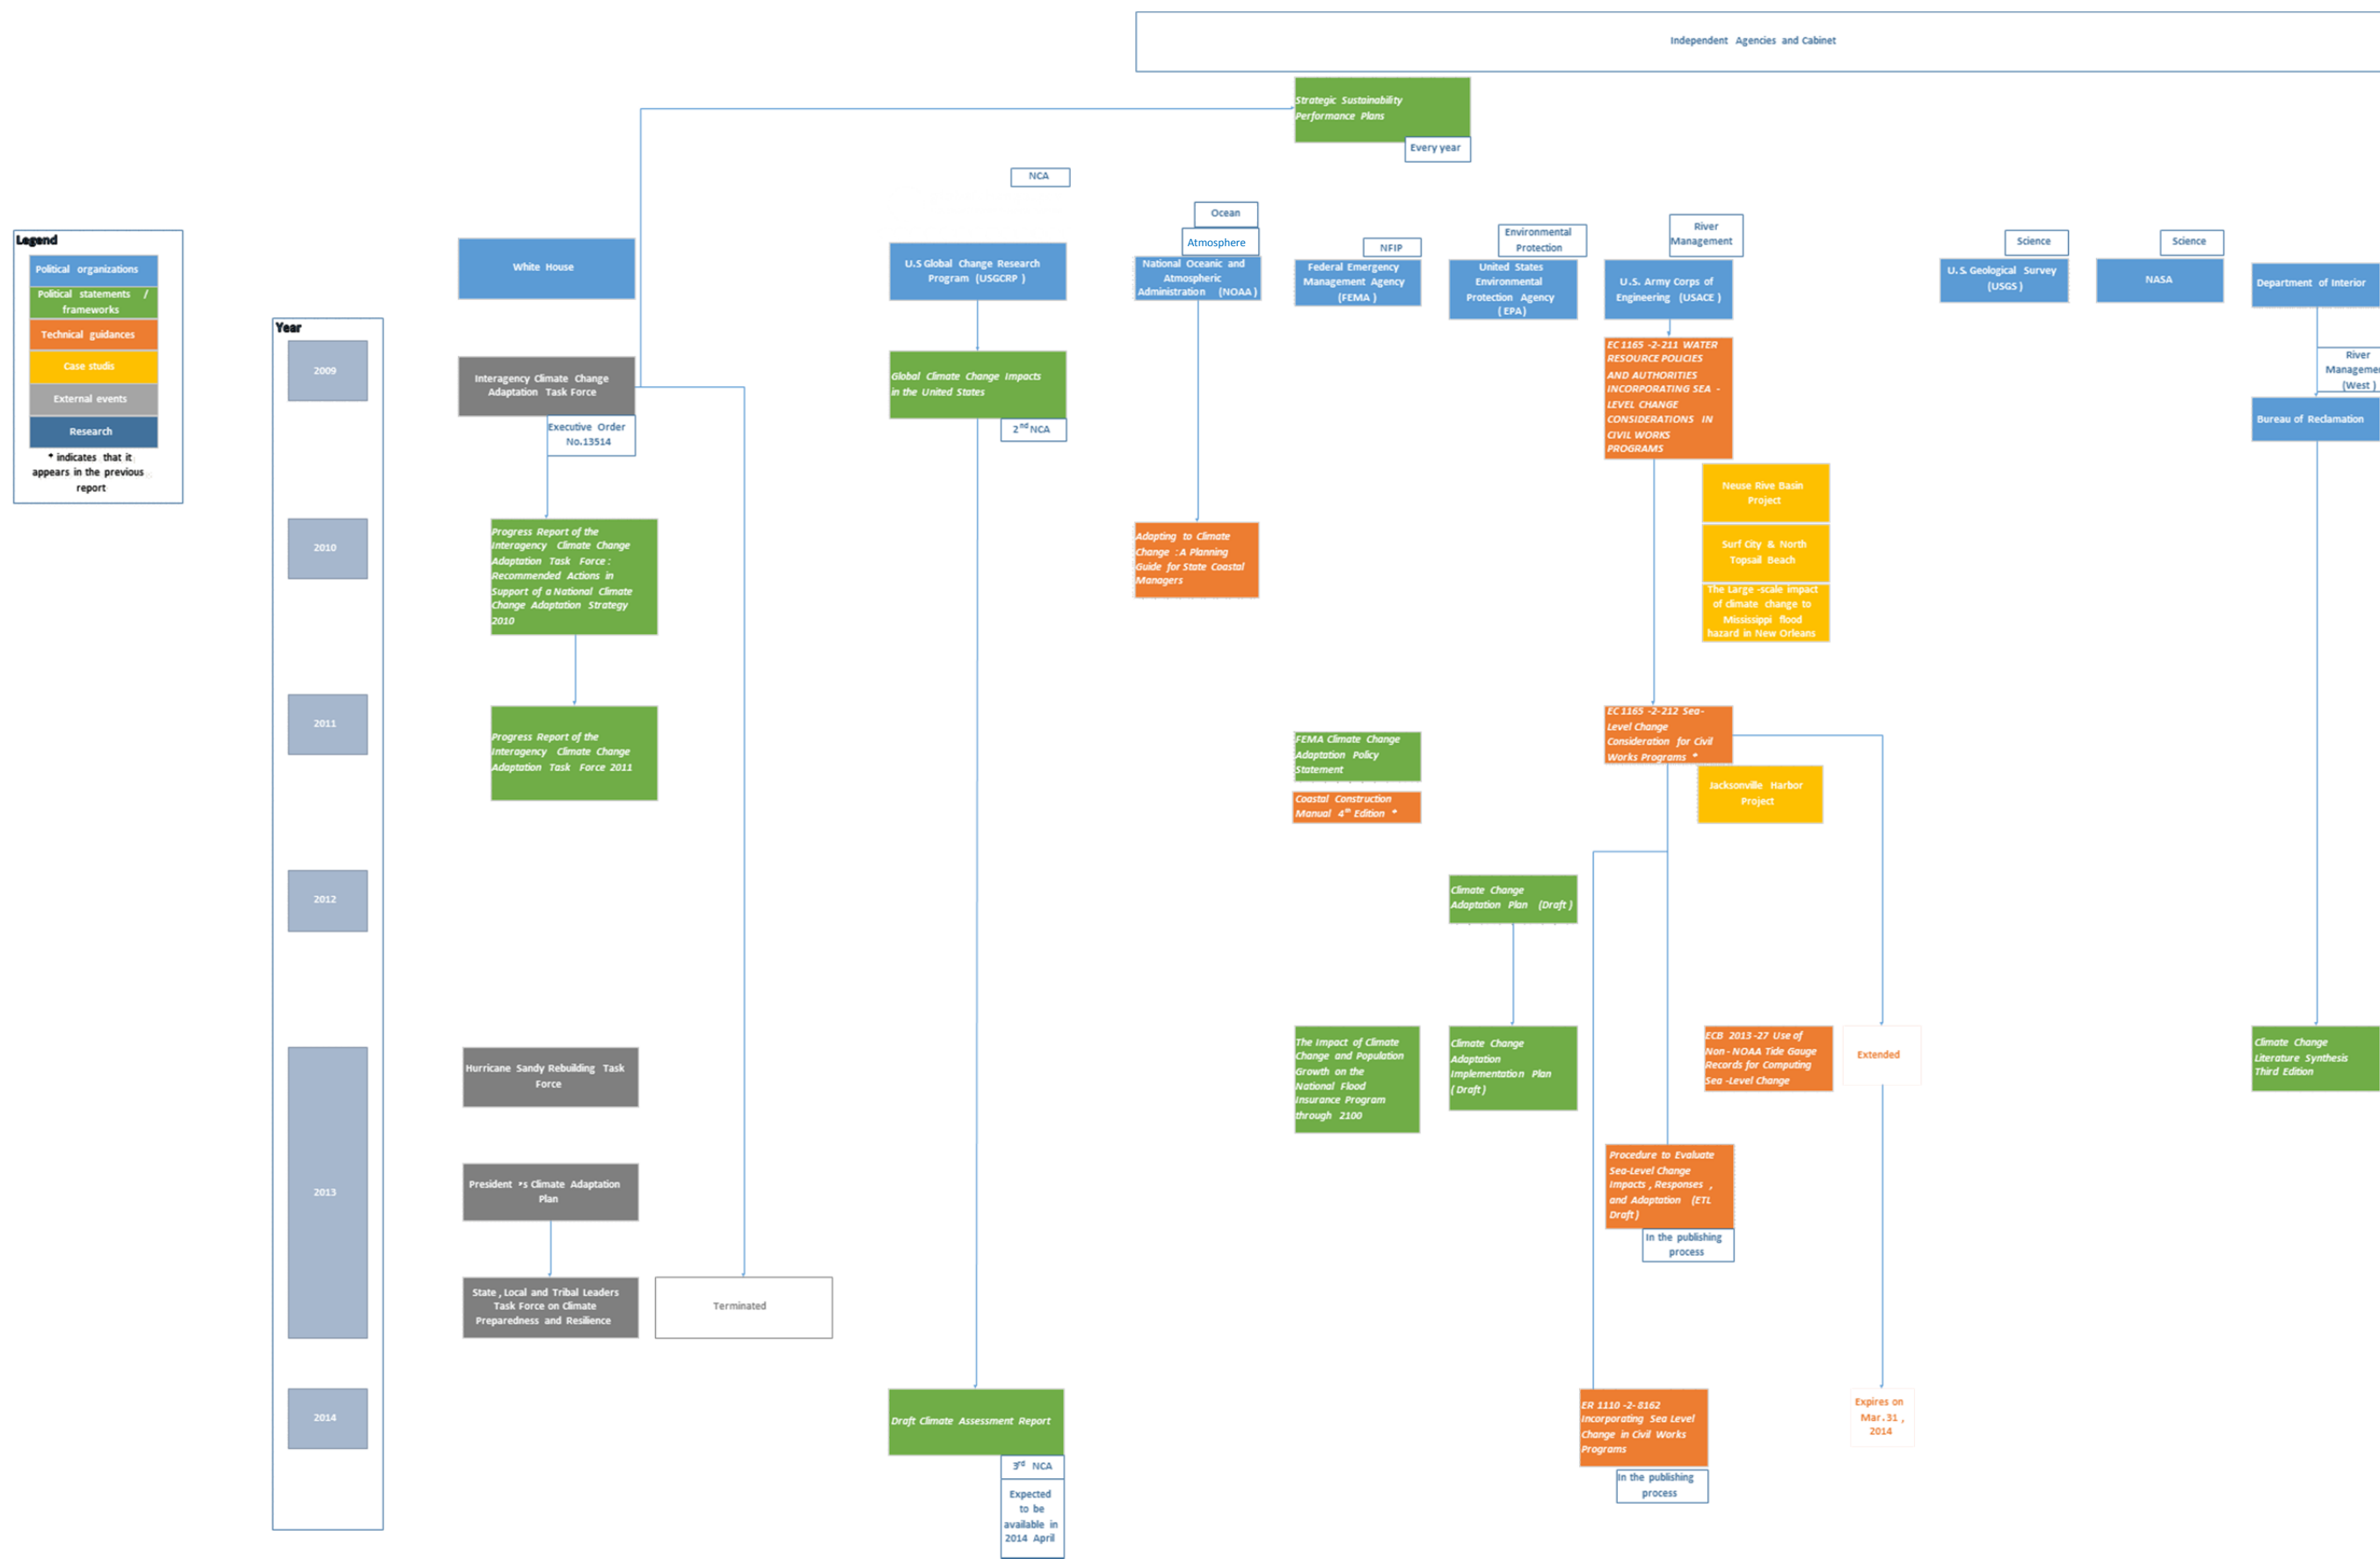 Independent Agencies and Cabinet
Strategic Sustainability
Performance Plans
Every year
NCA
Legend
Political organizations
Political statements /
frameworks
Technical guidances
Case studis
External events
Research
* indicates that it
appears in the previous
report
Year
2009
2010
2011
2012
2013
2014
White House
Interagency Climate Change
Adaptation Task Force
Executive Order
No.13514
Progress Report of the
Interagency Climate Change
Adaptation Task Force :
Recommended Actions in
Support of a National Climate
Change Adaptation Strategy
2010
Progress Report of the
Interagency Climate Change
Adaptation Task Force 2011
Hurricane Sandy Rebuilding Task
Force
President 's Climate Adaptation
Plan
State , Local and Tribal Leaders
Task Force on Climate
Preparedness and Resilience
Terminated
U.S Global Change Research
Program (USGCRP )
Global Climate Change Impacts
in the United States
2nd NCA
Draft Climate Assessment Report
3rd NCA
Expected
to be
available in
2014 April
Ocean
Atmosphere
National Oceanic and
Atmospheric
Administration (NOAA )
Adapting to Climate
Change : A Planning
Guide for State Coastal
Managers
NFIP
Federal Emergency
Management Agency
(FEMA )
FEMA Climate Change
Adaptation Policy
Statement
Coastal Construction
Manual 4th Edition *
The Impact of Climate
Change and Population
Growth on the
National Flood
Insurance Program
through 2100
Environmental
Protection
United States
Environmental
Protection Agency
( EPA)
Climate Change
Adaptation Plan (Draft )
Climate Change
Adaptation
Implementation Plan
( Draft )
River
Management
U.S. Army Corps of
Engineering (USACE )
EC 1165 -2-211 WATER
RESOURCE POLICIES
AND AUTHORITIES
INCORPORATING SEA -
LEVEL CHANGE
CONSIDERATIONS IN
CIVIL WORKS
PROGRAMS
Neuse Rive Basin
Project
Surf City & North
Topsail Beach
The Large -scale impact
of climate change to
Mississippi flood
hazard in New Orleans
EC 1165 -2-212 Sea-
Level Change
Consideration for Civil
Works Programs *
Jacksonville Harbor
Project
ECB 2013 -27 Use of
Non - NOAA Tide Gauge
Records for Computing
Sea -Level Change
Extended
Procedure to Evaluate
Sea-Level Change
Impacts , Responses ,
and Adaptation (ETL
Draft )
In the publishing
process
ER 1110 -2- 8162
Incorporating Sea Level
Change in Civil Works
Programs
In the publishing
process
Expires on
Mar. 31 ,
2014
Science
U. S. Geological Survey
(USGS )
Science
NASA
Department of Interior
River
Managemen
(West )
Bureau of Reclamation
Climate Change
Literature Synthesis
Third Edition